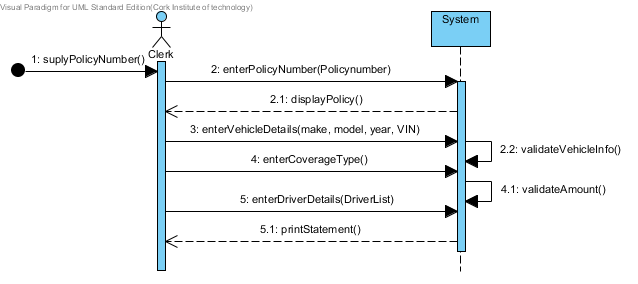 Visual Paradigm for UML Standard Edition(Cork Institute of technology)
System
Clerk
1: suplyPolicyNumber()
2: enterPolicyNumber(Policynumber)
2.1: displayPolicy()
3: enterVehicleDetails(make, model, year, VIN)
2.2: validateVehicleInfo()
4: enterCoverageType()
4.1: validateAmount()
5: enterDriverDetails(DriverList)
5.1: printStatement()